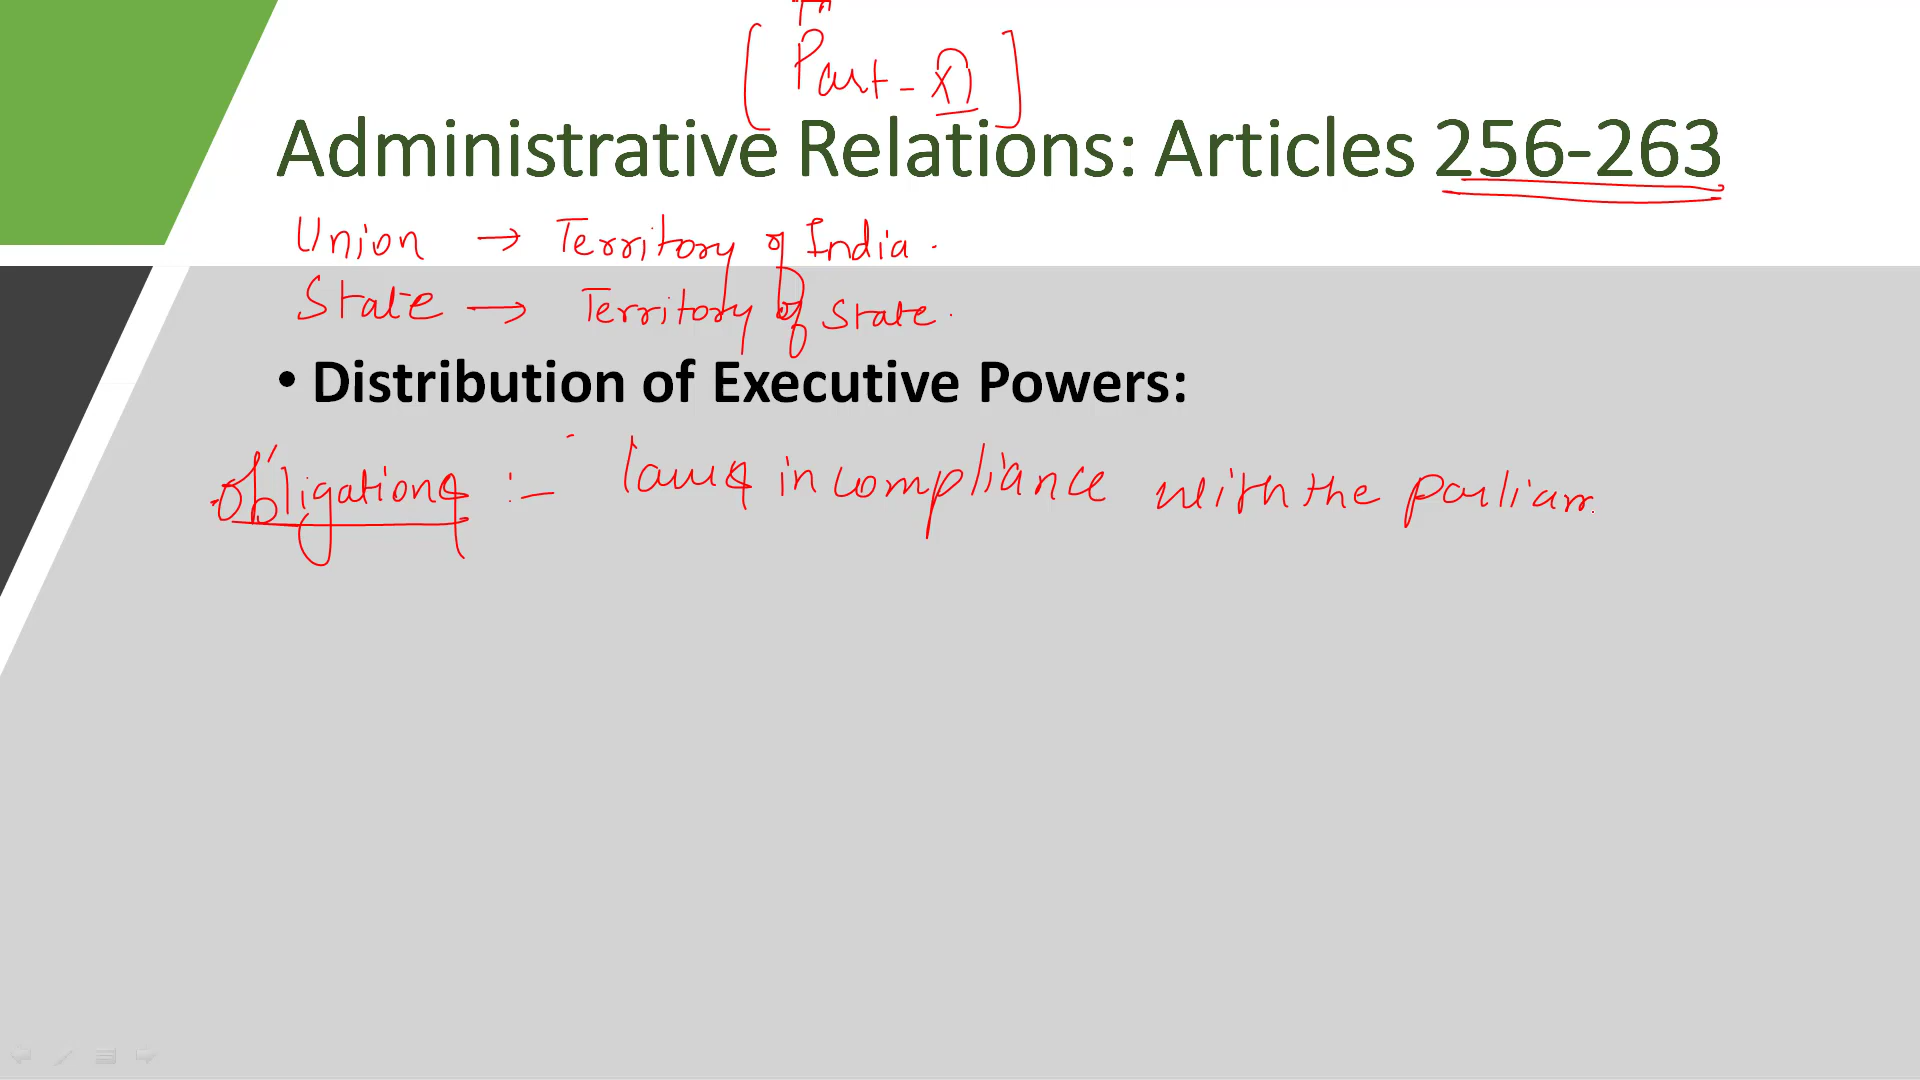 [Part - XI]
Administrative Relations: Articles 256-263
Union → Territory of India.
State → Territory of State.
• Distribution of Executive Powers:
Obligations :- laws in compliance with the parliam